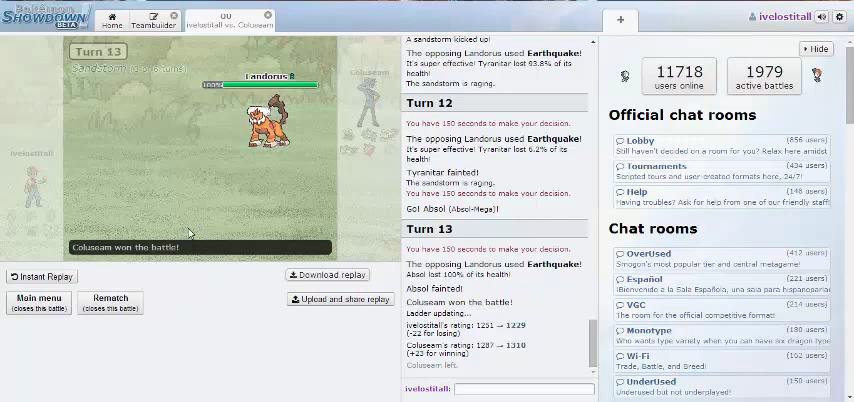 Pokémon
SHOWDOWN
BETA
Home
Teambuilder
OU
ivelostitall vs. Coluseam
+
ivelostitall
Turn 13
Sandstorm
Landorus
100%
Coluseam
ivelostitall
Coluseam won the battle!
Instant Replay
Download replay
Upload and share replay
Main menu
(closes this battle)
Rematch
(closes this battle)
A sandstorm kicked up!
The opposing Landorus used Earthquake!
It's super effective! Tyranitar lost 93.8% of its
health!
The sandstorm is raging.
Turn 12
You have 150 seconds to make your decision.
The opposing Landorus used Earthquake!
It's super effective! Tyranitar lost 6.2% of its
health!
Tyranitar fainted!
The sandstorm is raging.
You have 150 seconds to make your decision.
Go! Absol (Absol-Mega)!
Turn 13
You have 150 seconds to make your decision.
The opposing Landorus used Earthquake!
Absol lost 100% of its health!
Absol fainted!
Coluseam won the battle!
Ladder updating...
ivelostitall's rating: 1251 → 1229
(-22 for losing)
Coluseam's rating: 1287 → 1310
(+23 for winning)
Coluseam left.
ivelostitall:
Hide
11718
users online
1979
active battles
Official chat rooms
Lobby (856 users)
Still haven't decided on a room for you? Relax here amidst
Tournaments (434 users)
Scripted tours and user-created formats here, 24/7!
Help (148 users)
Having troubles? Ask for help from one of our friendly staff!
Chat rooms
OverUsed (412 users)
Smogon's most popular tier and central metagame!
Español (221 users)
¡Bienvenido a la Sala Española, una saia para hispanoparlan
VGC (214 users)
The room for the official competitive format!
Monotype (180 users)
Who wants type variety when you can have six dragon type
Wi-Fi (162 users)
Trade, Battle, and Breed!
UnderUsed (150 users)
Underused but not underplayed!